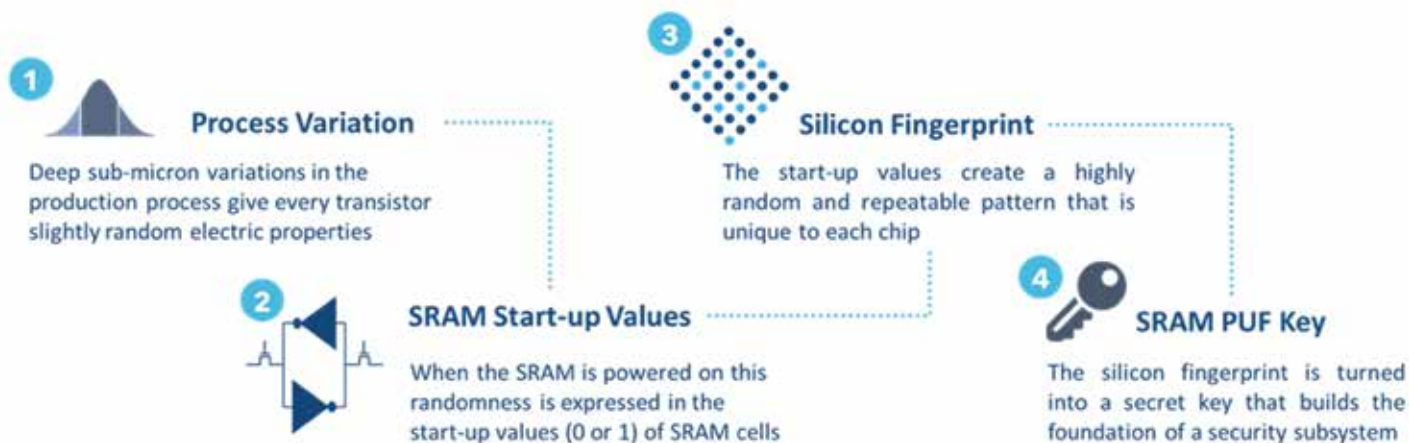 1
Process Variation
Deep sub-micron variations in the
production process give every transistor
slightly random electric properties
2
SRAM Start-up Values
When the SRAM is powered on this
randomness is expressed in the
start-up values (0 or 1) of SRAM cells
3
Silicon Fingerprint
The start-up values create a highly
random and repeatable pattern that is
unique to each chip
4
SRAM PUF Key
The silicon fingerprint is turned
into a secret key that builds the
foundation of a security subsystem